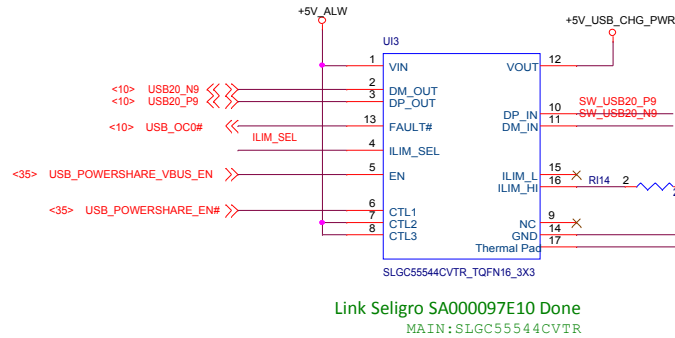 +5V_ALW
+5V_USB_CHG_PWR
UI3
1 VIN VOUT 12
<10> USB20_N9 2 DM_OUT
<10> USB20_P9 3 DP_OUT
DP_IN 10 SW_USB20_P9
DM_IN 11 SW_USB20_N9
<10> USB_OC0# 13 FAULT#
ILIM_SEL 4 ILIM_SEL
<35> USB_POWERSHARE_VBUS_EN 5 EN
ILIM_L 15
ILIM_HI 16 RI14 2
<35> USB_POWERSHARE_EN# 6 CTL1
7 CTL2
8 CTL3
NC 9
GND 14
Thermal Pad 17
SLGC55544CVTR_TQFN16_3X3
Link Seligro SA000097E10 Done
MAIN:SLGC55544CVTR